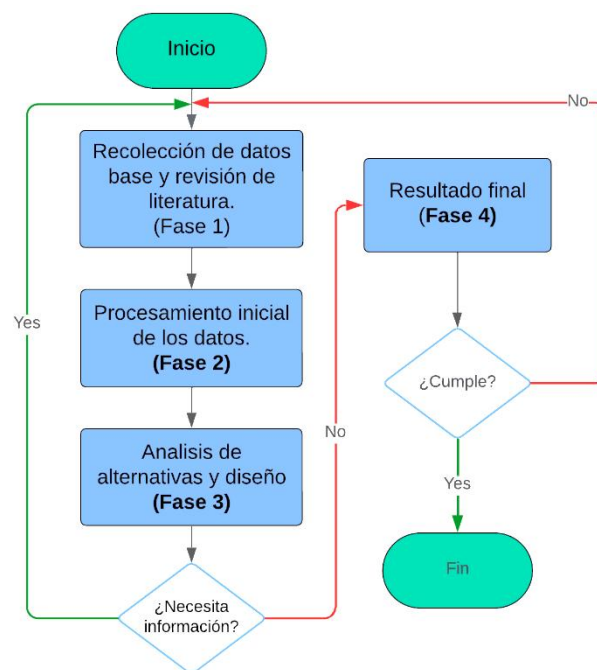 Inicio
No
Recolección de datos
base y revisión de
literatura.
(Fase 1)
Resultado final
(Fase 4)
Yes
Procesamiento inicial
de los datos.
(Fase 2)
¿Cumple?
No
Analisis de
alternativas y diseño
(Fase 3)
Yes
Fin
¿Necesita
información?